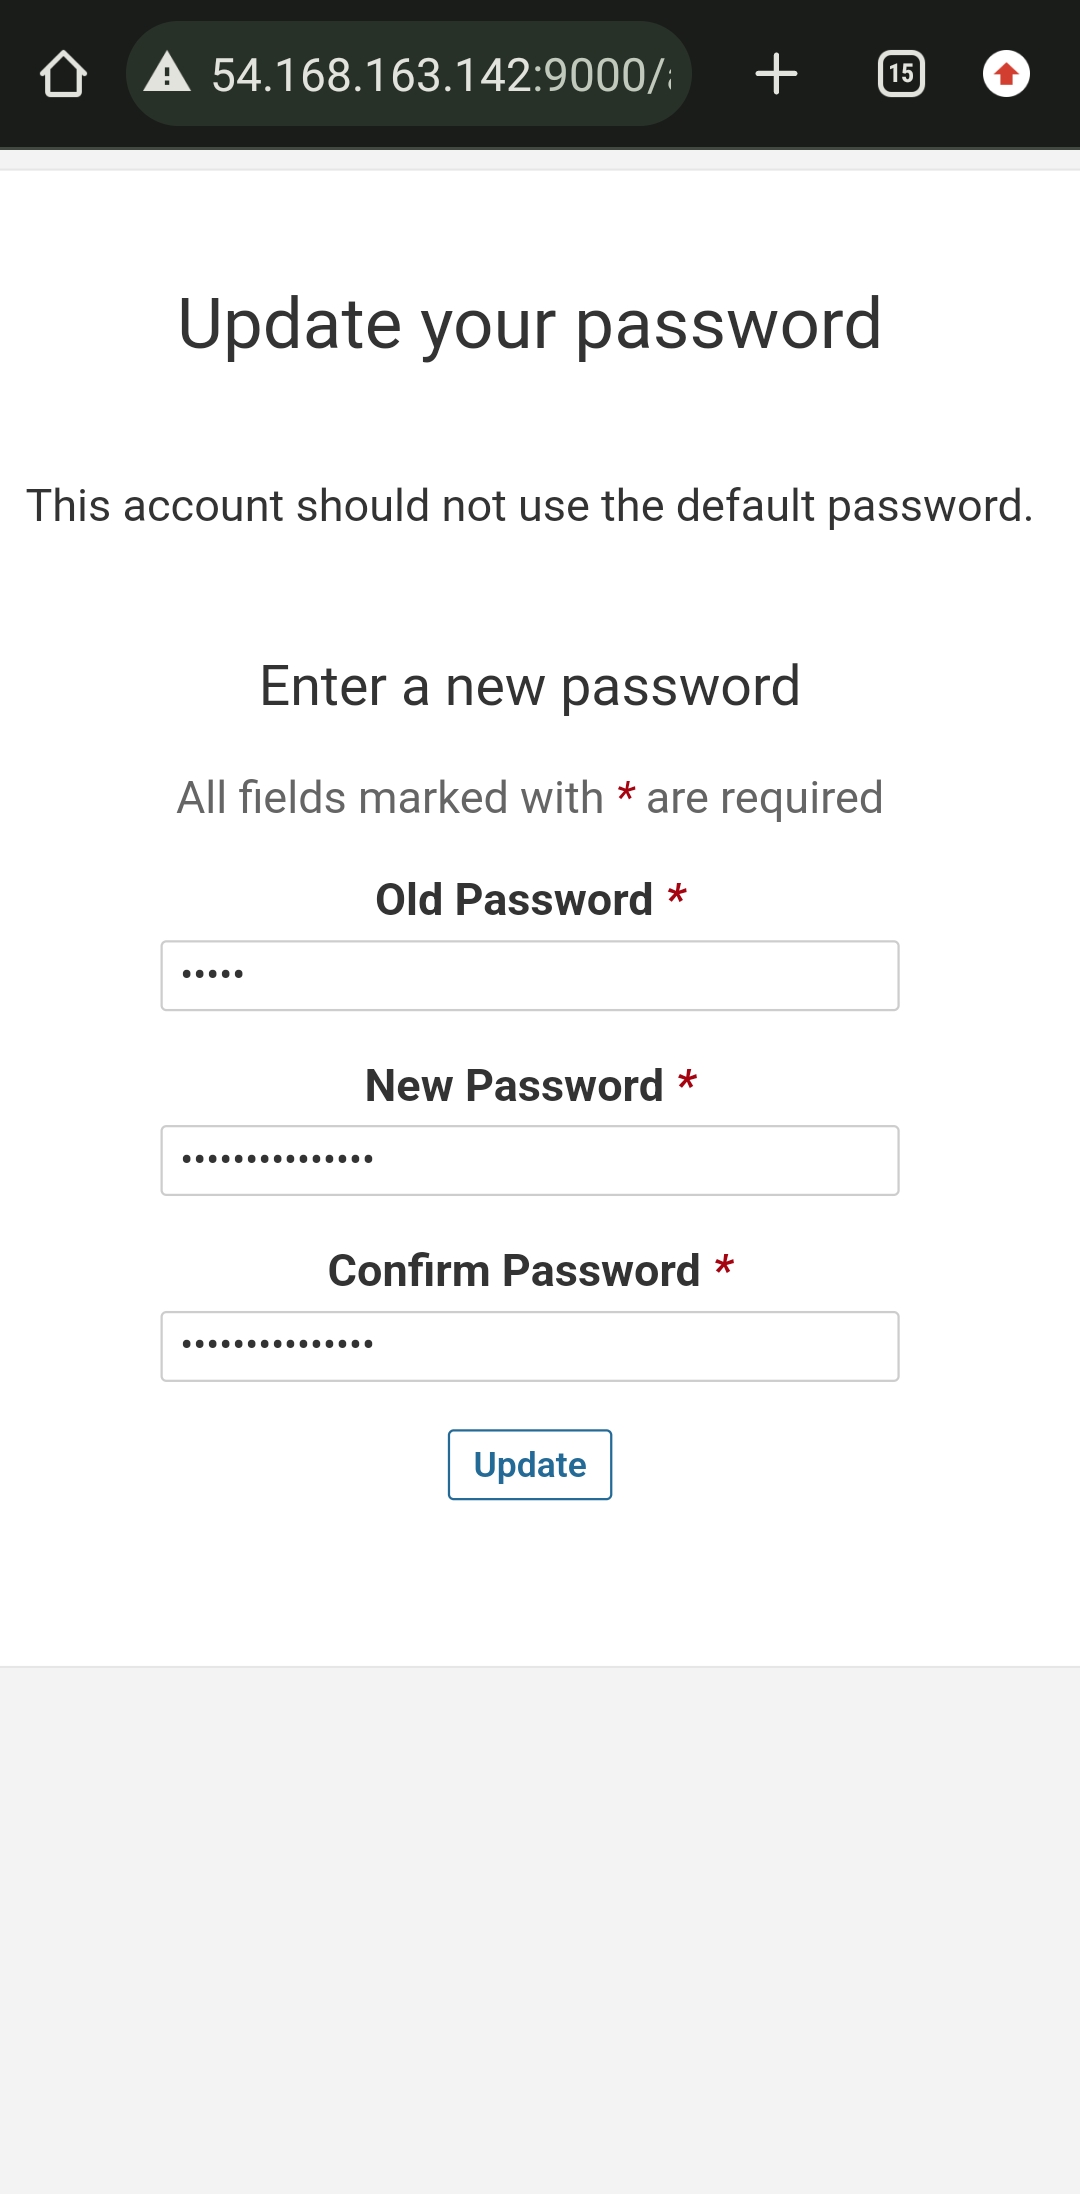 54.168.163.142:9000/
15
Update your password
This account should not use the default password.
Enter a new password
All fields marked with * are required
Old Password *
•••••
New Password *
•••••••••••••••
Confirm Password *
•••••••••••••••
Update